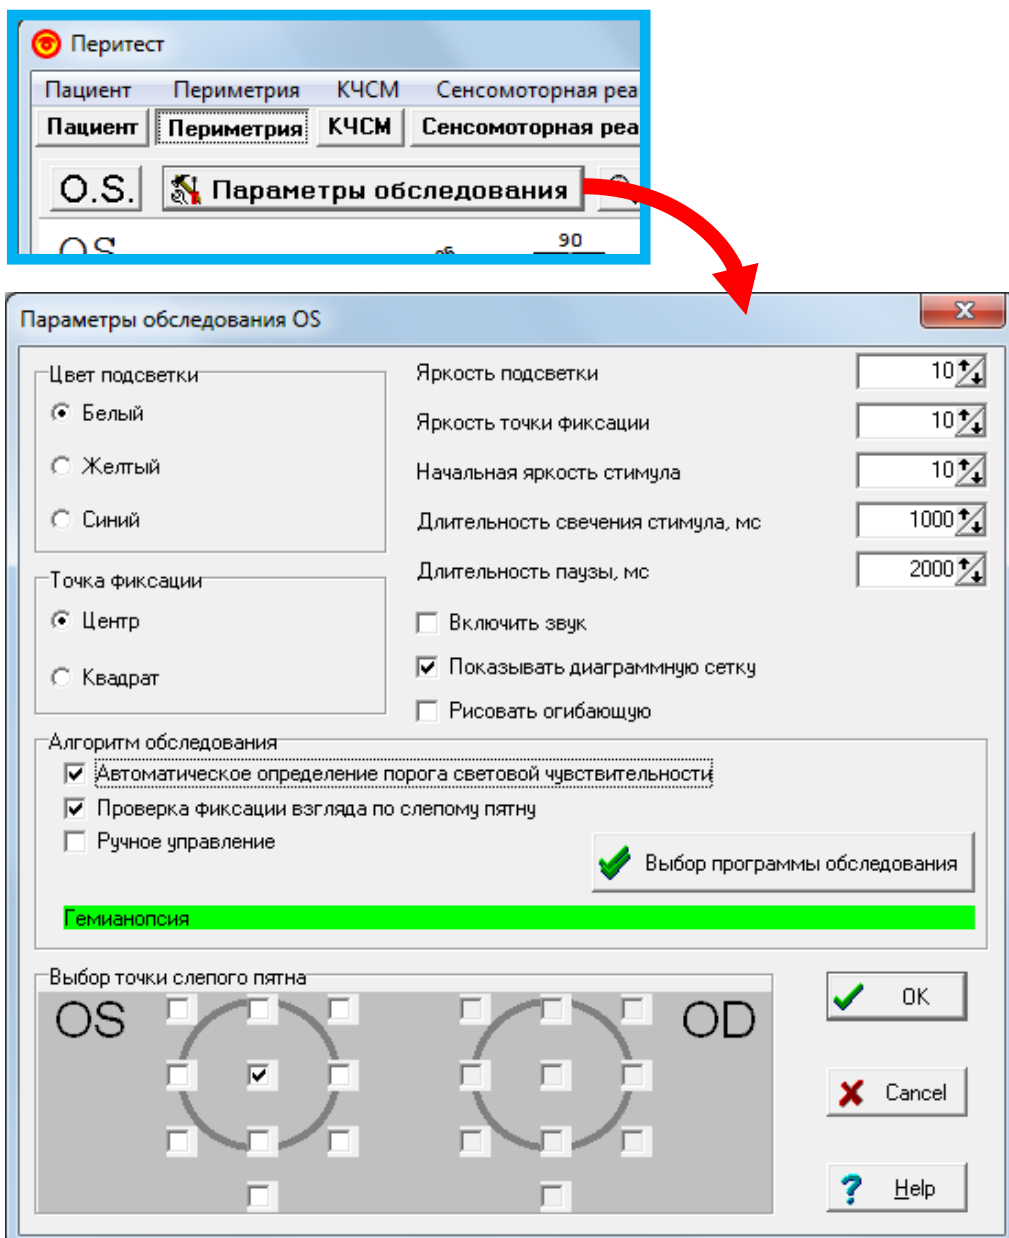 Перитест
Пациент Периметрия КЧСМ Сенсомоторная реа
Пациент Периметрия КЧСМ Сенсомоторная реа
O.S. Параметры обследования
OS 90
Параметры обследования OS
Цвет подсветки
Белый
Желтый
Синий
Точка фиксации
Центр
Квадрат
Яркость подсветки 10
Яркость точки фиксации 10
Начальная яркость стимула 10
Длительность свечения стимула, мс 1000
Длительность паузы, мс 2000
Включить звук
Показывать диаграммную сетку
Рисовать огибающую
Алгоритм обследования
Автоматическое определение порога световой чувствительности
Проверка фиксации взгляда по слепому пятну
Ручное управление
Выбор программы обследования
Гемианопсия
Выбор точки слепого пятна
OS OD
OK
Cancel
Help